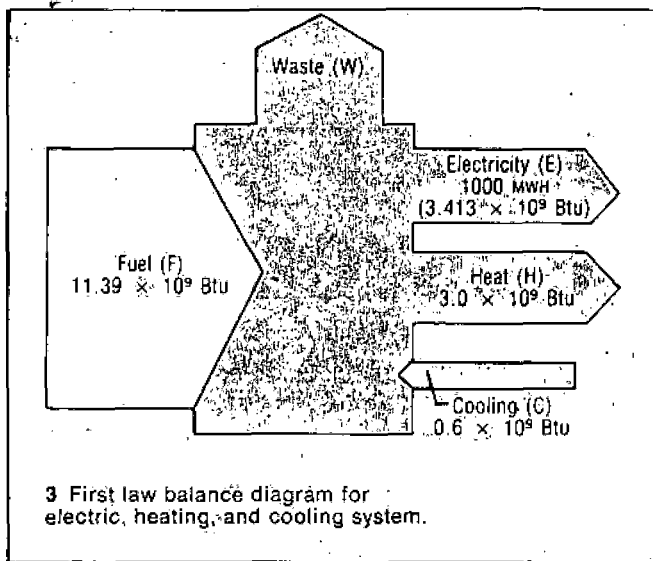 Waste (W)
Electricity (E)
1000 MWH
(3.413 × 10⁹ Btu)
Fuel (F)
11.39 × 10⁹ Btu
Heat (H)
3.0 × 10⁹ Btu
Cooling (C)
0.6 × 10⁹ Btu
3 First law balance diagram for
electric, heating, and cooling system.